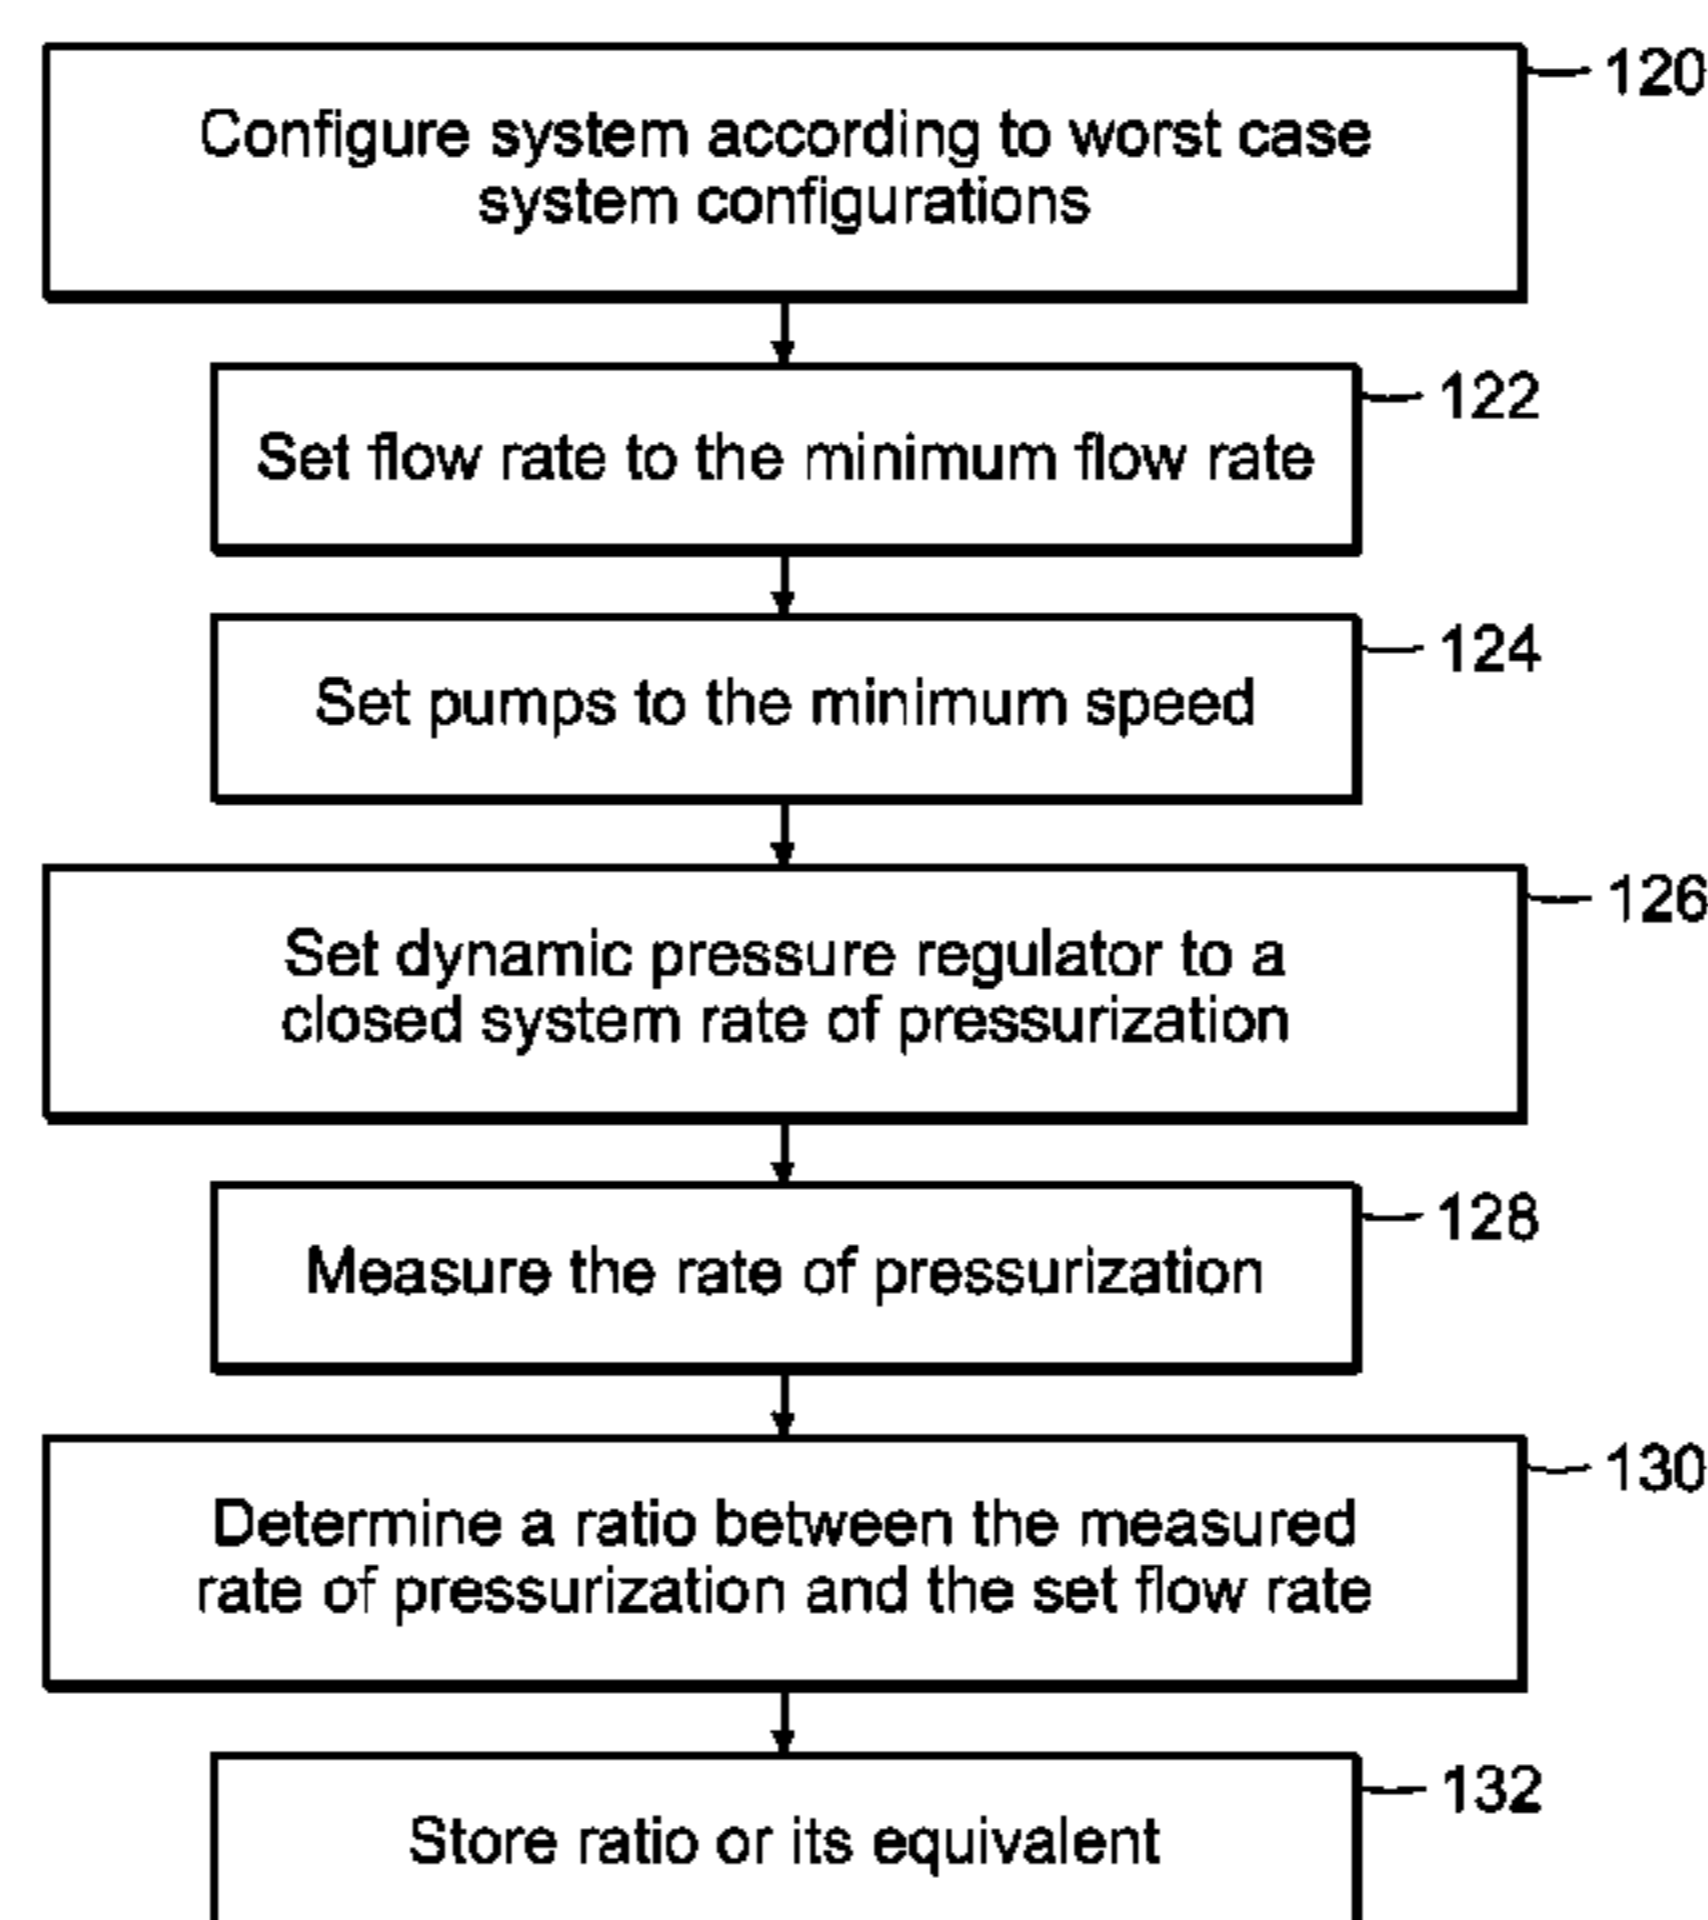 120
Configure system according to worst case
system configurations
122
Set flow rate to the minimum flow rate
124
Set pumps to the minimum speed
126
Set dynamic pressure regulator to a
closed system rate of pressurization
128
Measure the rate of pressurization
130
Determine a ratio between the measured
rate of pressurization and the set flow rate
132
Store ratio or its equivalent